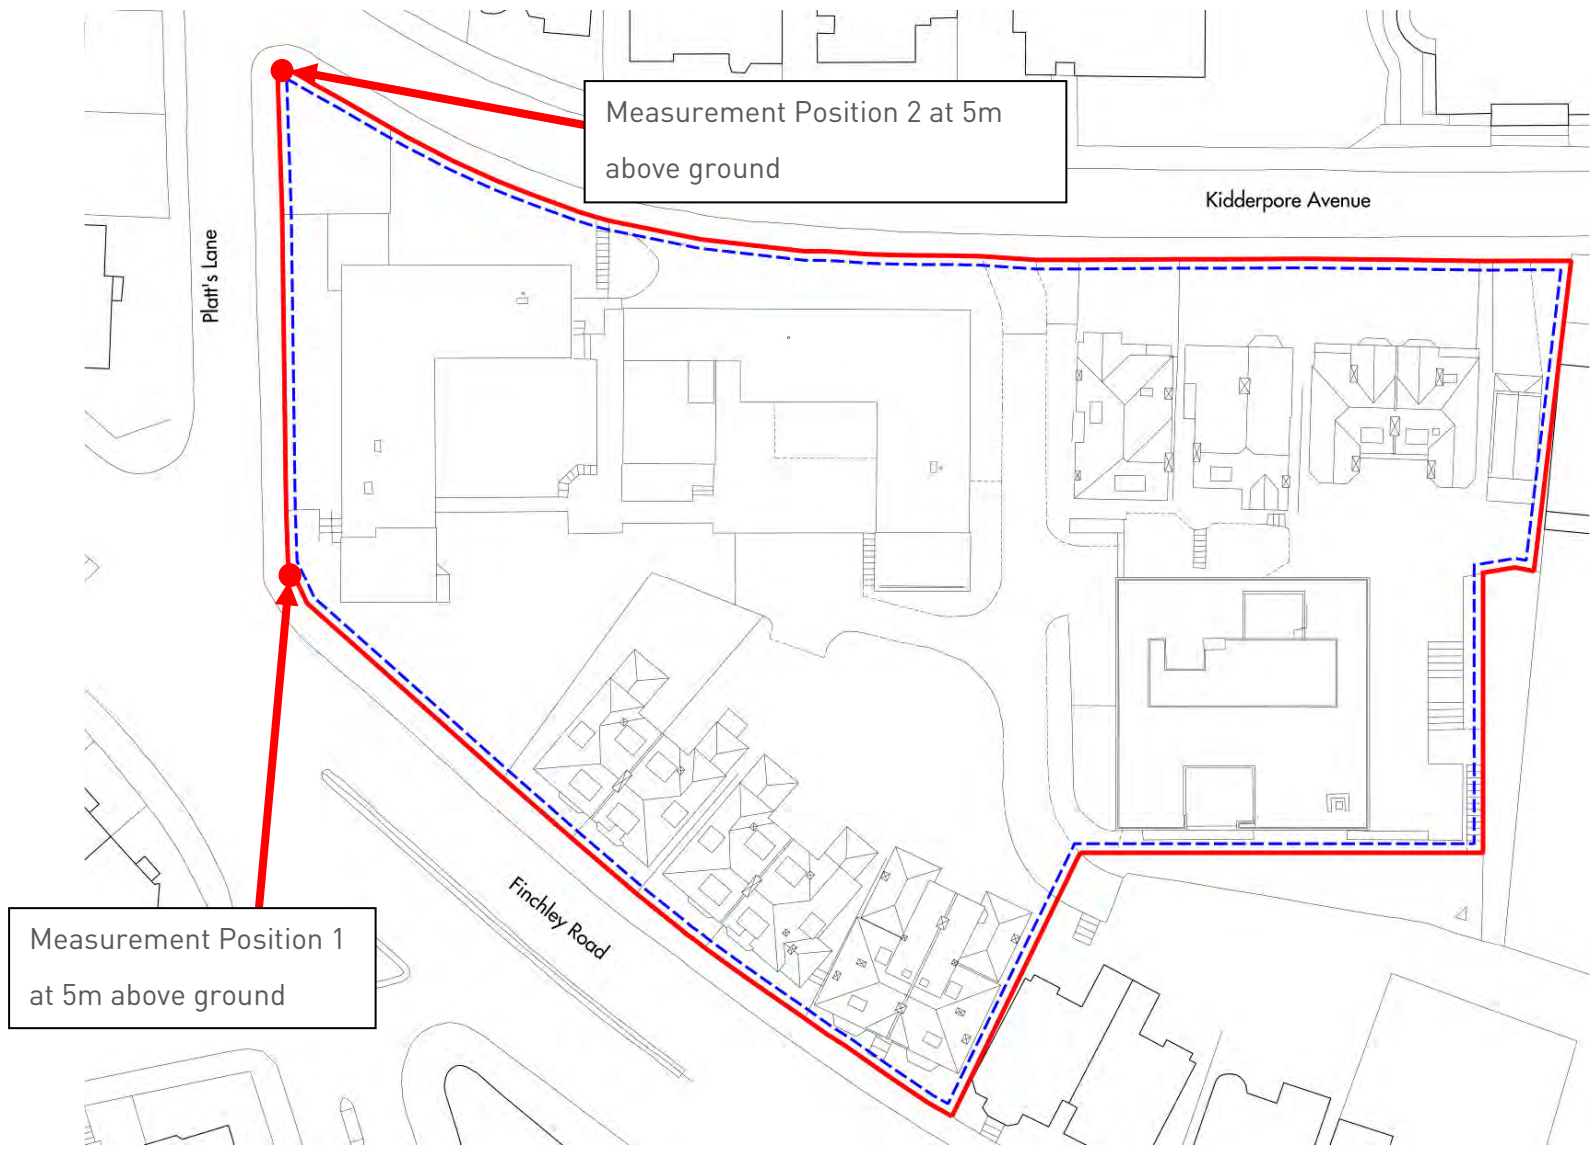 Measurement Position 2 at 5m
above ground
Kidderpore Avenue
Platt's Lane
Finchley Road
Measurement Position 1
at 5m above ground